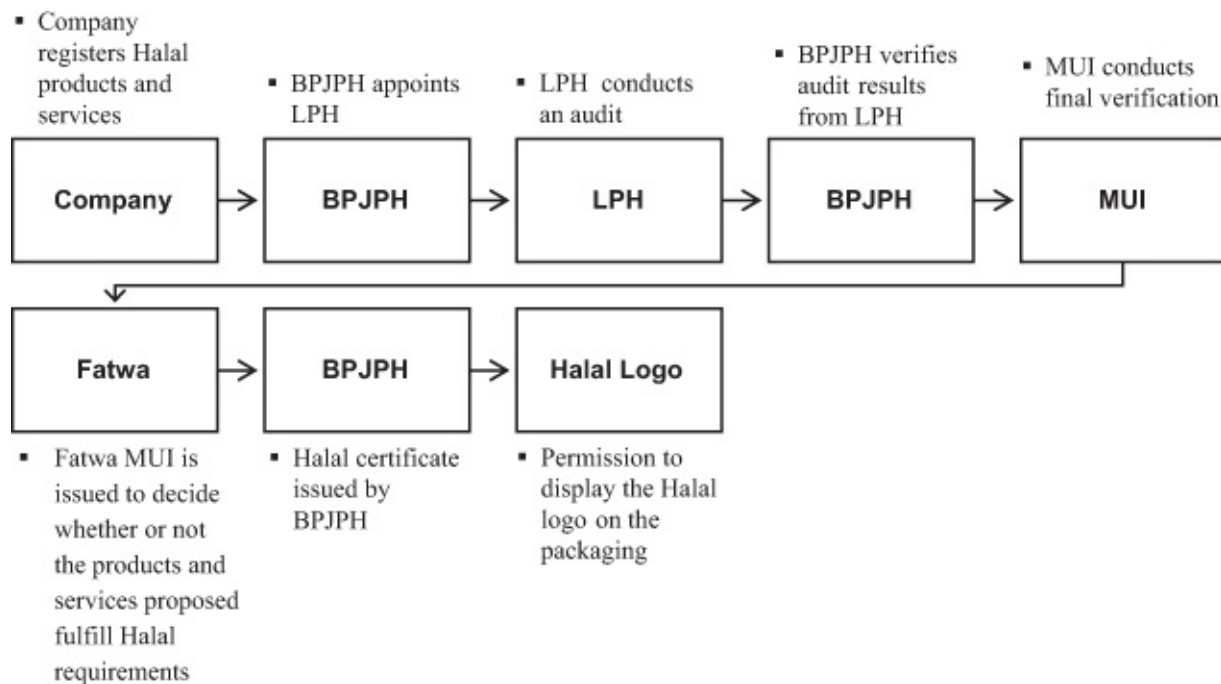 ▪ Company
registers Halal
products and
services
▪ BPJPH appoints
LPH
▪ LPH conducts
an audit
▪ BPJPH verifies
audit results
from LPH
▪ MUI conducts
final verification
Company
BPJPH
LPH
BPJPH
MUI
Fatwa
BPJPH
Halal Logo
▪ Fatwa MUI is
issued to decide
whether or not
the products and
services proposed
fulfill Halal
requirements
▪ Halal certificate
issued by
BPJPH
▪ Permission to
display the Halal
logo on the
packaging